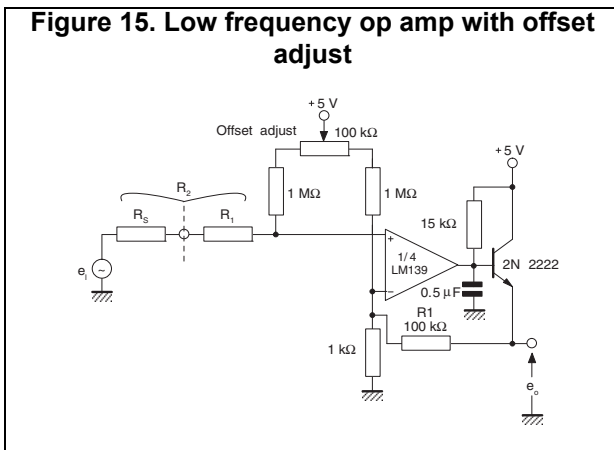 Figure 15. Low frequency op amp with offset
adjust
+5 V
Offset adjust
100 kΩ
+5 V
R2
1 MΩ
1 MΩ
15 kΩ
RS
R1
+
1/4
LM139
−
2N 2222
ei
~
0.5 μF
R1
100 kΩ
1 kΩ
eo